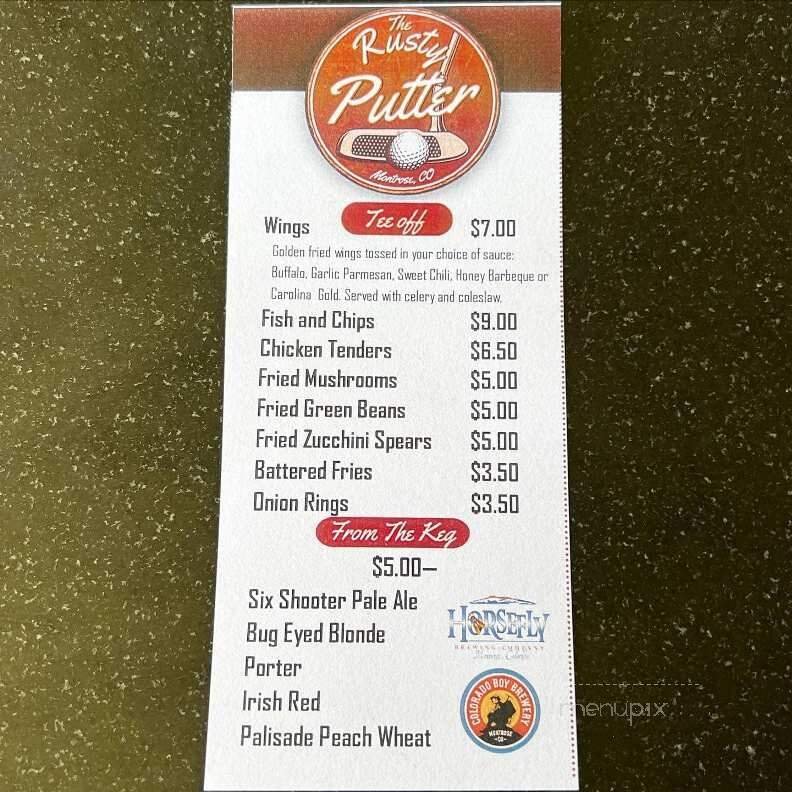 The
Rusty
Putter
Montrose, CO
Tee off
Wings $7.00
Golden fried wings tossed in your choice of sauce:
Buffalo, Garlic Parmesan, Sweet Chili, Honey Barbeque or
Carolina Gold. Served with celery and coleslaw.
Fish and Chips $9.00
Chicken Tenders $6.50
Fried Mushrooms $5.00
Fried Green Beans $5.00
Fried Zucchini Spears $5.00
Battered Fries $3.50
Onion Rings $3.50
From The Keg
$5.00—
Six Shooter Pale Ale
Bug Eyed Blonde
Porter
Irish Red
Palisade Peach Wheat
HORSEFLY
BREWING COMPANY
COLORADO BOY BREWERY
MONTROSE
-CO-
menupix